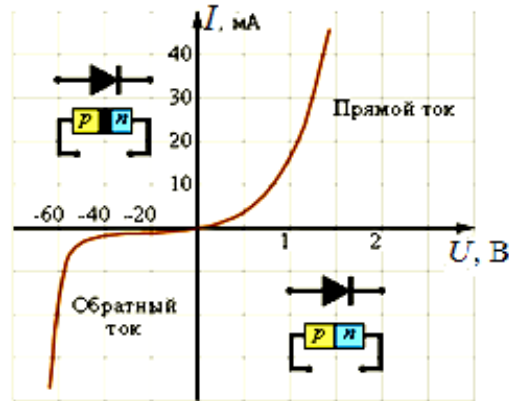 I, мА
40
30
20
10
p n
Прямой ток
-60 -40 -20
1 2
U, В
Обратный
ток
p n